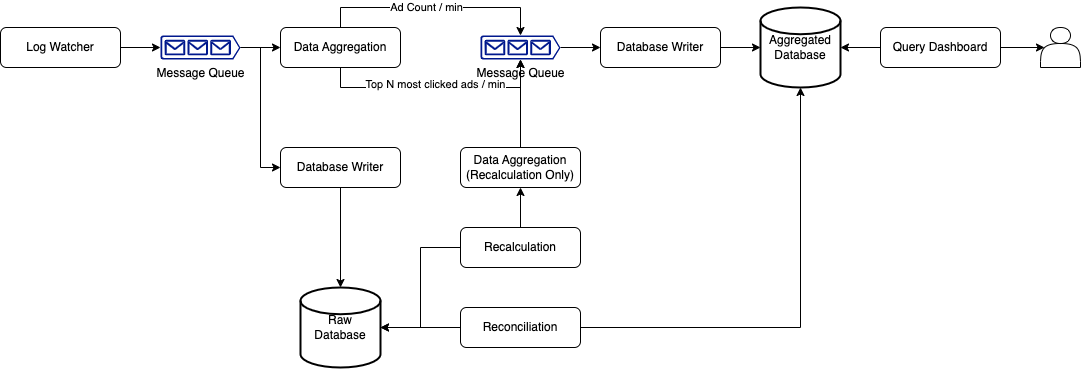 Ad Count / min
Log Watcher
Message Queue
Data Aggregation
Top N most clicked ads / min
Message Queue
Database Writer
Aggregated
Database
Query Dashboard
Database Writer
Data Aggregation
(Recalculation Only)
Recalculation
Reconciliation
Raw
Database